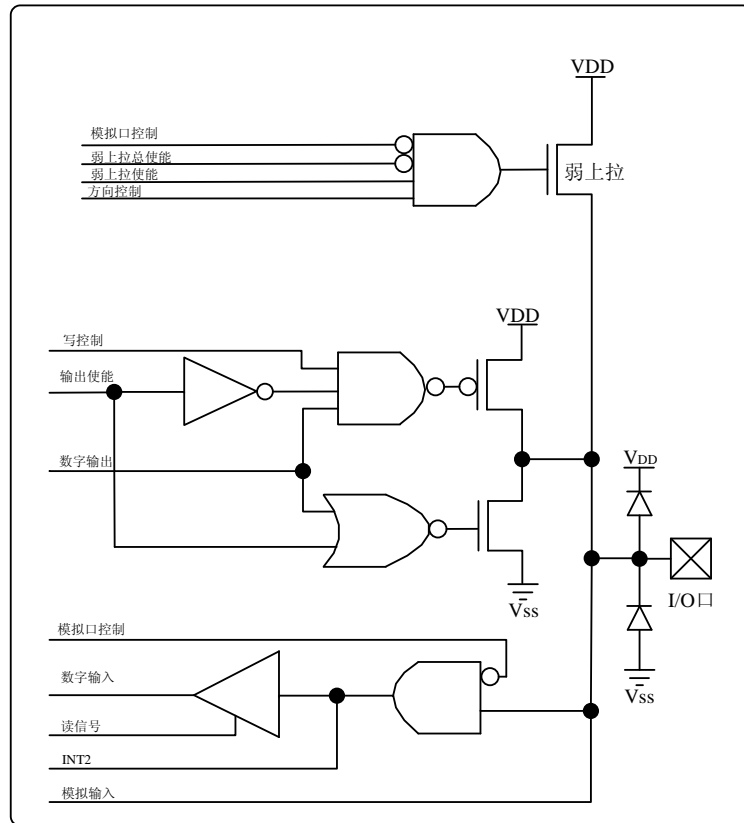 VDD
模拟口控制
弱上拉总使能
弱上拉使能
方向控制
弱上拉
VDD
写控制
输出使能
数字输出
VDD
I/O口
Vss
模拟口控制
数字输入
Vss
读信号
INT2
模拟输入